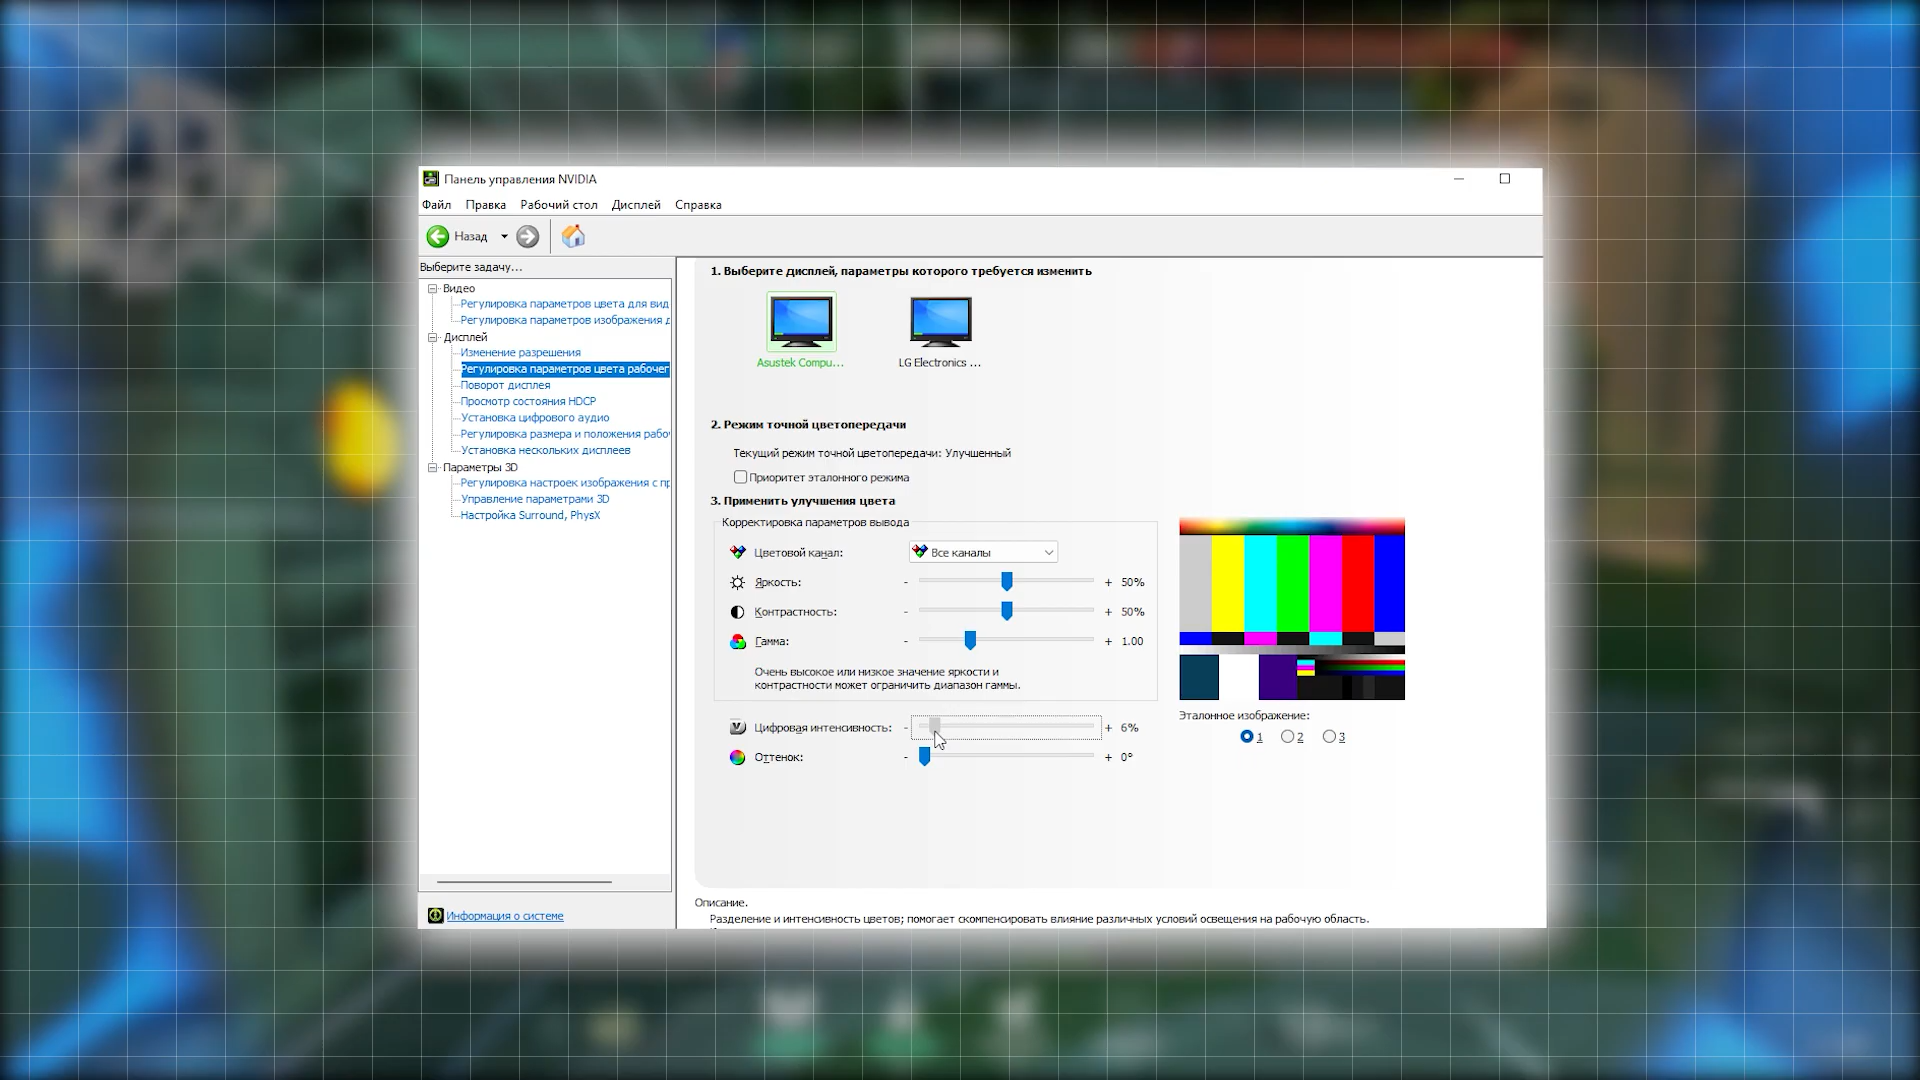 Панель управления NVIDIA
Файл Правка Рабочий стол Дисплей Справка
Назад
Выберите задачу...
Видео
Регулировка параметров цвета для вид
Регулировка параметров изображения д
Дисплей
Изменение разрешения
Регулировка параметров цвета рабочег
Поворот дисплея
Просмотр состояния HDCP
Установка цифрового аудио
Регулировка размера и положения рабо
Установка нескольких дисплеев
Параметры 3D
Регулировка настроек изображения с пр
Управление параметрами 3D
Настройка Surround, PhysX
Информация о системе
1. Выберите дисплей, параметры которого требуется изменить
Asustek Compu... LG Electronics ...
2. Режим точной цветопередачи
Текущий режим точной цветопередачи: Улучшенный
Приоритет эталонного режима
3. Применить улучшения цвета
Корректировка параметров вывода
Цветовой канал: Все каналы
Яркость: - + 50%
Контрастность: - + 50%
Гамма: - + 1.00
Очень высокое или низкое значение яркости и
контрастности может ограничить диапазон гаммы.
Цифровая интенсивность: - + 6%
Оттенок: - + 0°
Эталонное изображение:
1 2 3
Описание.
Разделение и интенсивность цветов; помогает скомпенсировать влияние различных условий освещения на рабочую область.